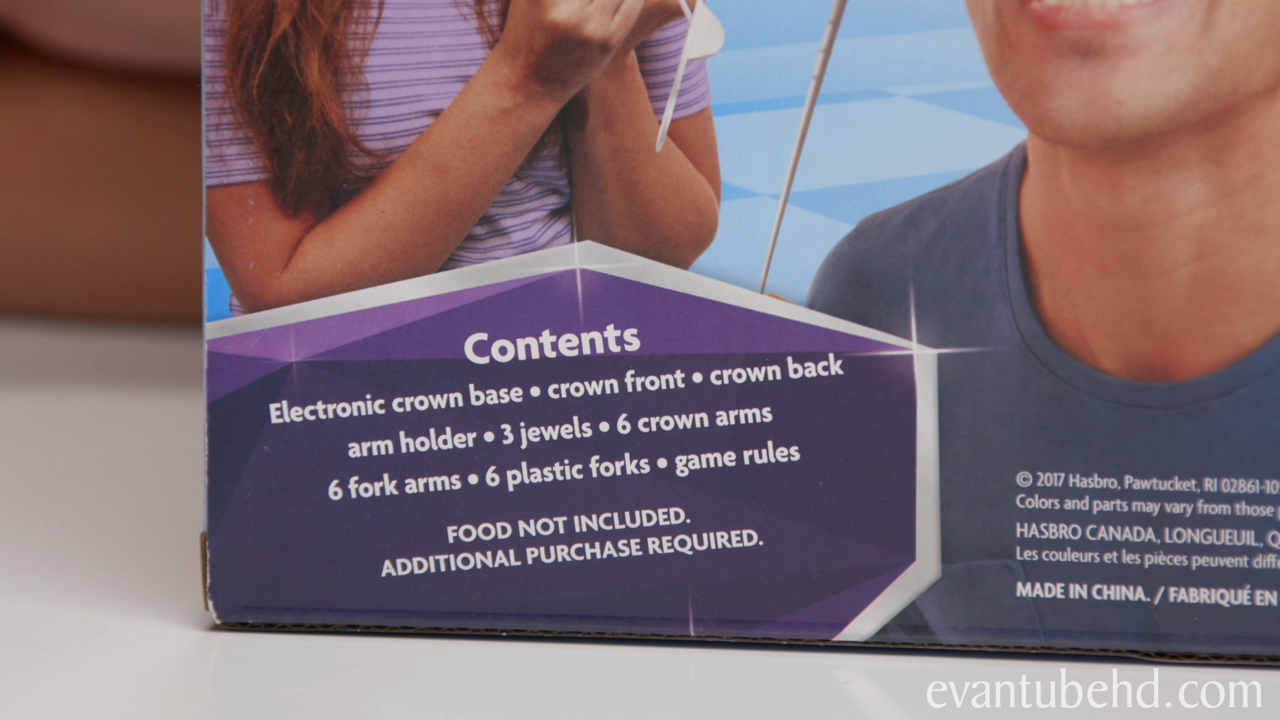 Contents
Electronic crown base • crown front • crown back
arm holder • 3 jewels • 6 crown arms
6 fork arms • 6 plastic forks • game rules
FOOD NOT INCLUDED.
ADDITIONAL PURCHASE REQUIRED.
© 2017 Hasbro, Pawtucket, RI 02861-10
Colors and parts may vary from those
HASBRO CANADA, LONGUEUIL, Q
Les couleurs et les pièces peuvent diffé
MADE IN CHINA. / FABRIQUÉ EN
evantubehd.com